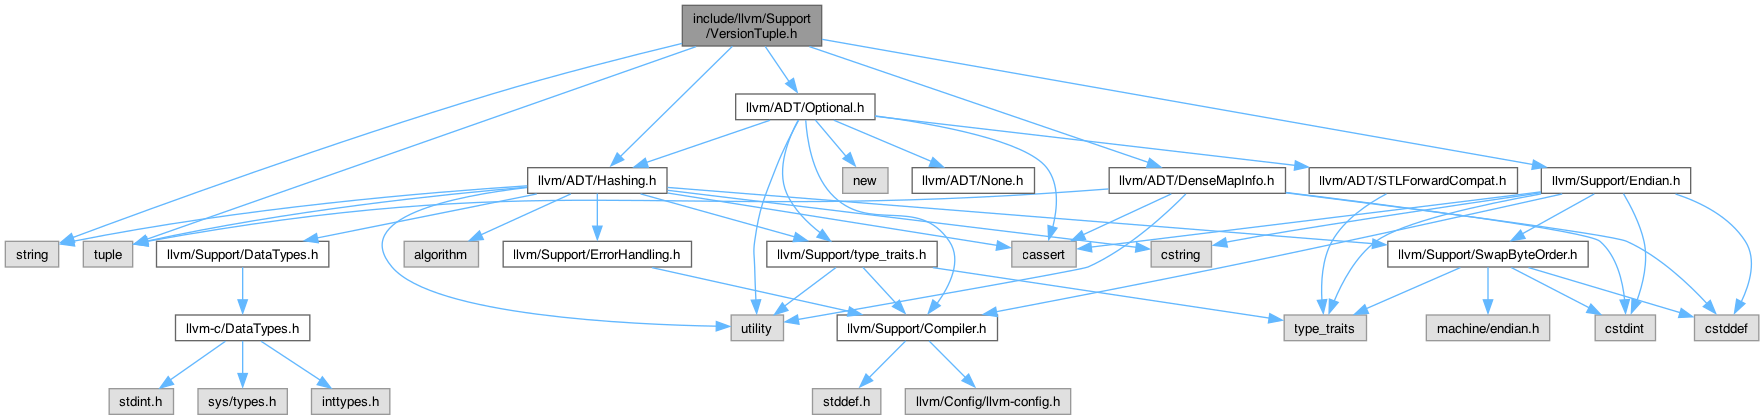 include/llvm/Support
/VersionTuple.h
llvm/ADT/Optional.h
llvm/ADT/Hashing.h
new
llvm/ADT/None.h
llvm/ADT/DenseMapInfo.h
llvm/ADT/STLForwardCompat.h
llvm/Support/Endian.h
string
tuple
llvm/Support/DataTypes.h
algorithm
llvm/Support/ErrorHandling.h
llvm/Support/type_traits.h
cassert
cstring
llvm/Support/SwapByteOrder.h
llvm-c/DataTypes.h
utility
llvm/Support/Compiler.h
type_traits
machine/endian.h
cstdint
cstddef
stdint.h
sys/types.h
inttypes.h
stddef.h
llvm/Config/llvm-config.h